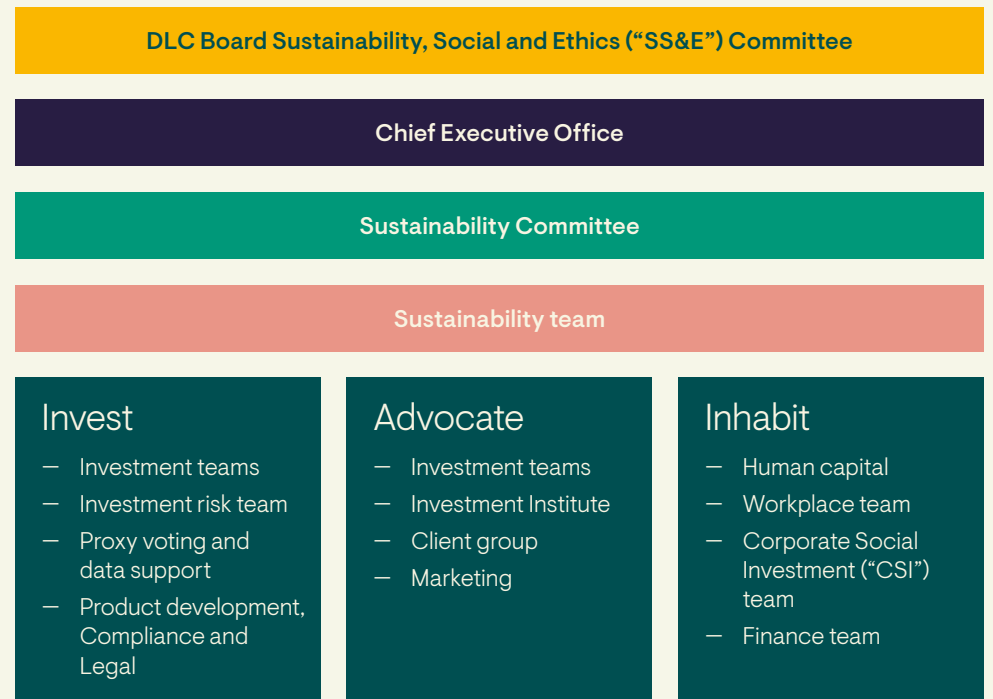 DLC Board Sustainability, Social and Ethics (“SS&E”) Committee
Chief Executive Office
Sustainability Committee
Sustainability team
Invest
— Investment teams
— Investment risk team
— Proxy voting and
data support
— Product development,
Compliance and
Legal
Advocate
— Investment teams
— Investment Institute
— Client group
— Marketing
Inhabit
— Human capital
— Workplace team
— Corporate Social
Investment (“CSI”)
team
— Finance team